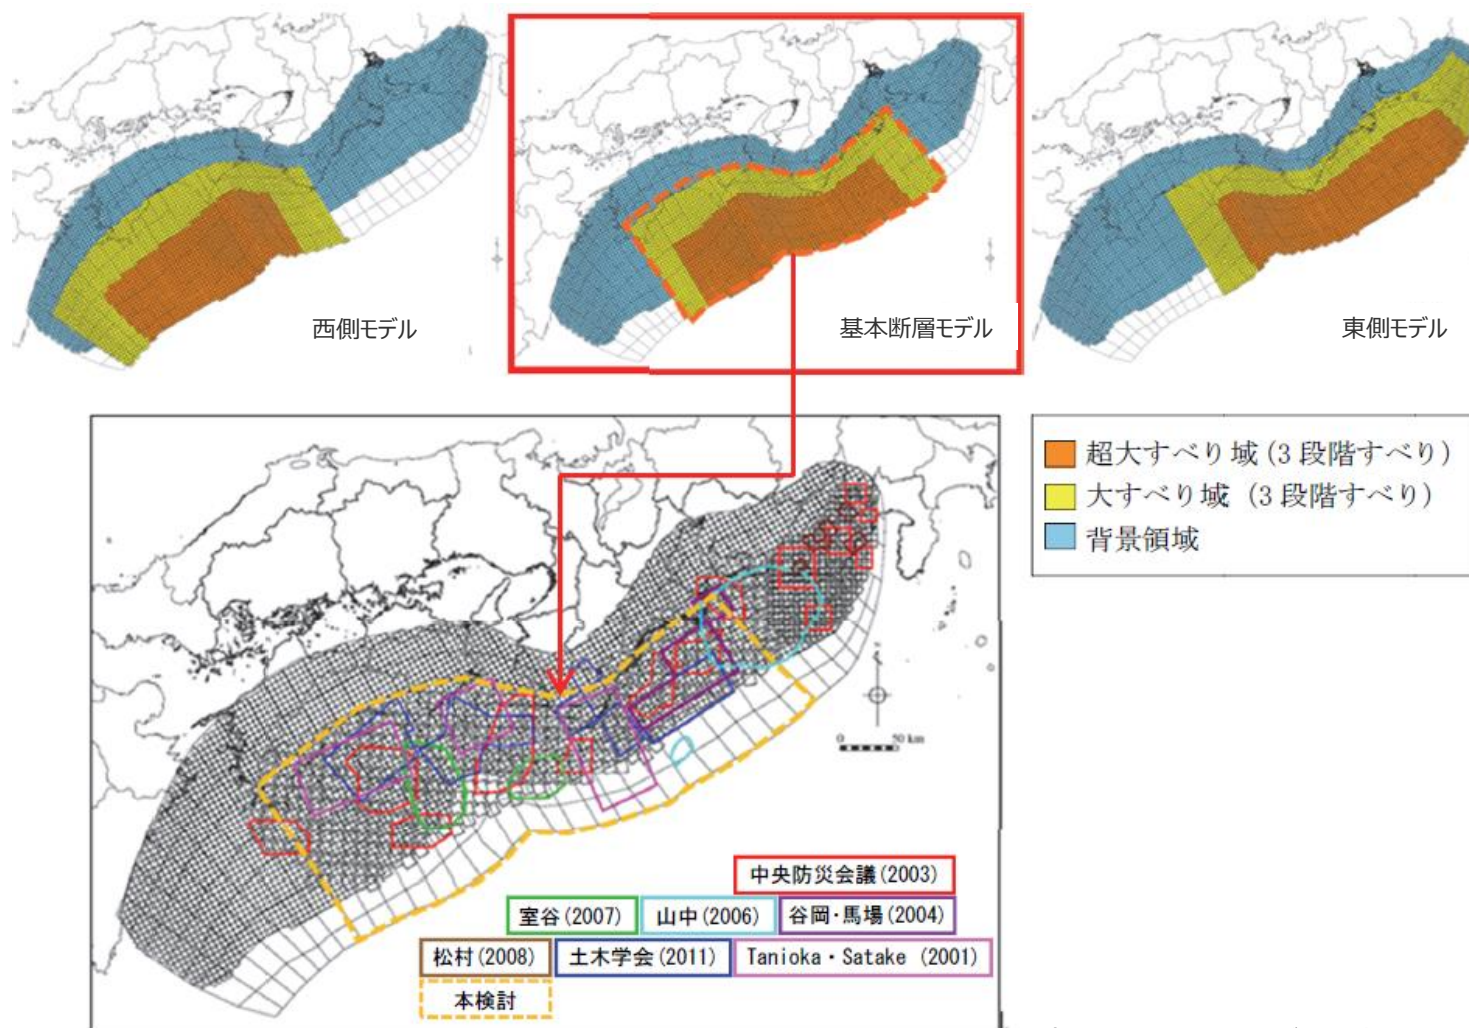 西側モデル
基本断層モデル
東側モデル
超大すべり域 (3 段階すべり)
大すべり域 (3 段階すべり)
背景領域
0 50 km
中央防災会議(2003)
室谷(2007)
山中(2006)
谷岡・馬場(2004)
松村(2008)
土木学会(2011)
Tanioka・Satake (2001)
本検討